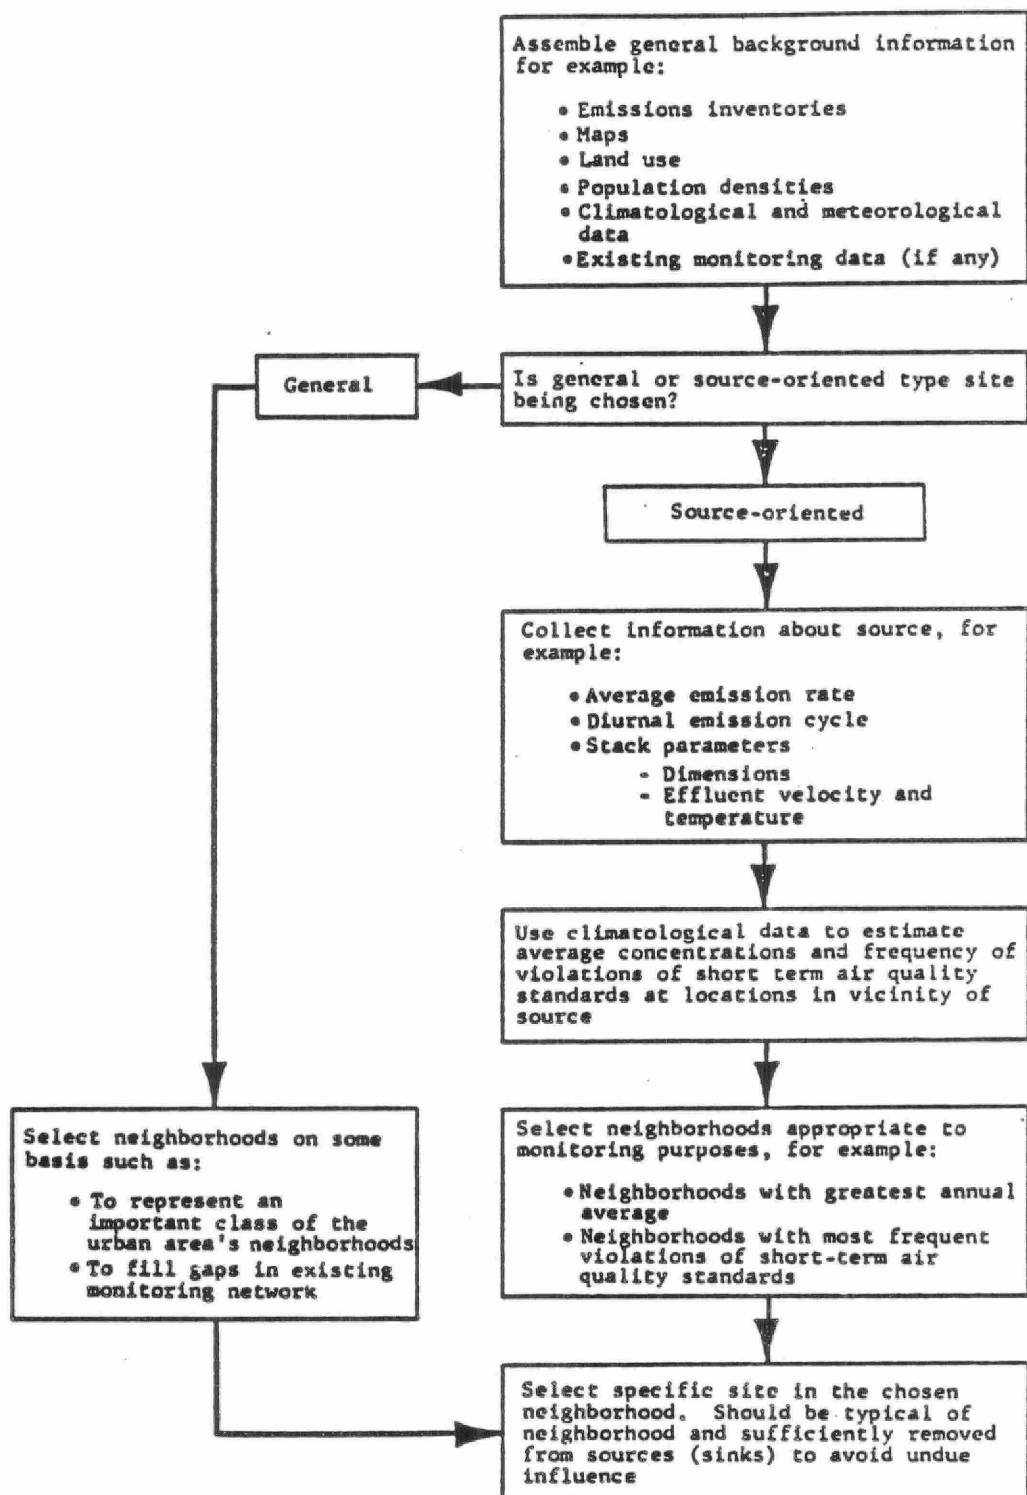 Assemble general background information
for example:
• Emissions inventories
• Maps
• Land use
• Population densities
• Climatological and meteorological
data
• Existing monitoring data (if any)
General
Is general or source-oriented type site
being chosen?
Source-oriented
Collect information about source, for
example:
• Average emission rate
• Diurnal emission cycle
• Stack parameters
- Dimensions
- Effluent velocity and
temperature
Use climatological data to estimate
average concentrations and frequency of
violations of short term air quality
standards at locations in vicinity of
source
Select neighborhoods on some
basis such as:
• To represent an
important class of the
urban area's neighborhoods
• To fill gaps in existing
monitoring network
Select neighborhoods appropriate to
monitoring purposes, for example:
• Neighborhoods with greatest annual
average
• Neighborhoods with most frequent
violations of short-term air
quality standards
Select specific site in the chosen
neighborhood. Should be typical of
neighborhood and sufficiently removed
from sources (sinks) to avoid undue
influence